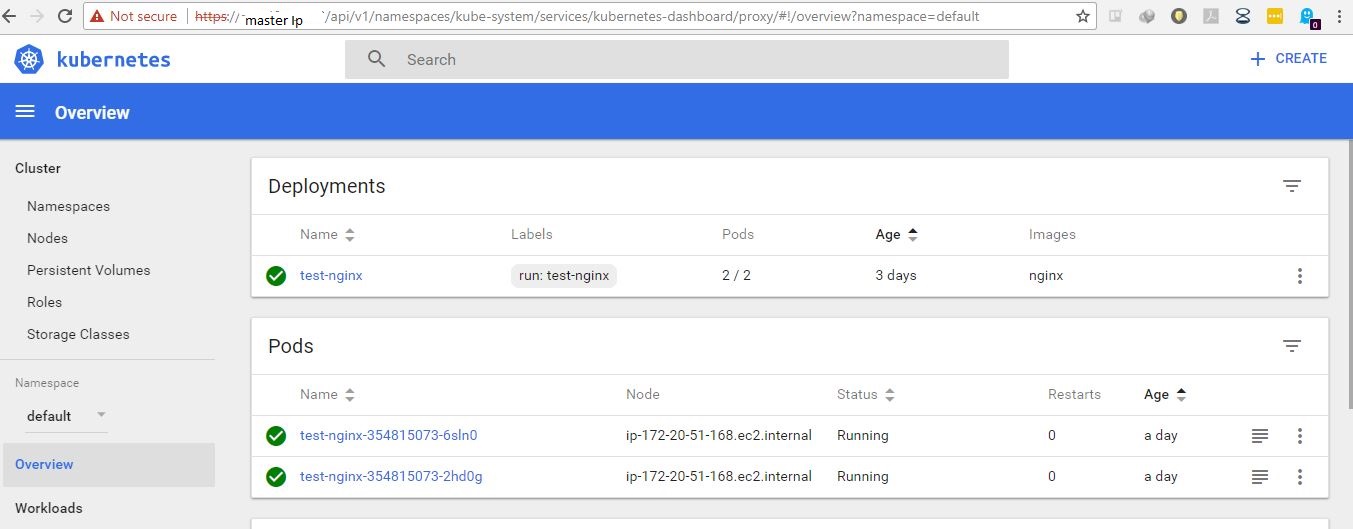 Not secure https://master Ip/api/v1/namespaces/kube-system/services/kubernetes-dashboard/proxy/#!/overview?namespace=default
0
kubernetes
Search
+ CREATE
Overview
Cluster
Namespaces
Nodes
Persistent Volumes
Roles
Storage Classes
Namespace
default
Overview
Workloads
Deployments
Name Labels Pods Age Images
test-nginx run: test-nginx 2 / 2 3 days nginx
Pods
Name Node Status Restarts Age
test-nginx-354815073-6sln0 ip-172-20-51-168.ec2.internal Running 0 a day
test-nginx-354815073-2hd0g ip-172-20-51-168.ec2.internal Running 0 a day